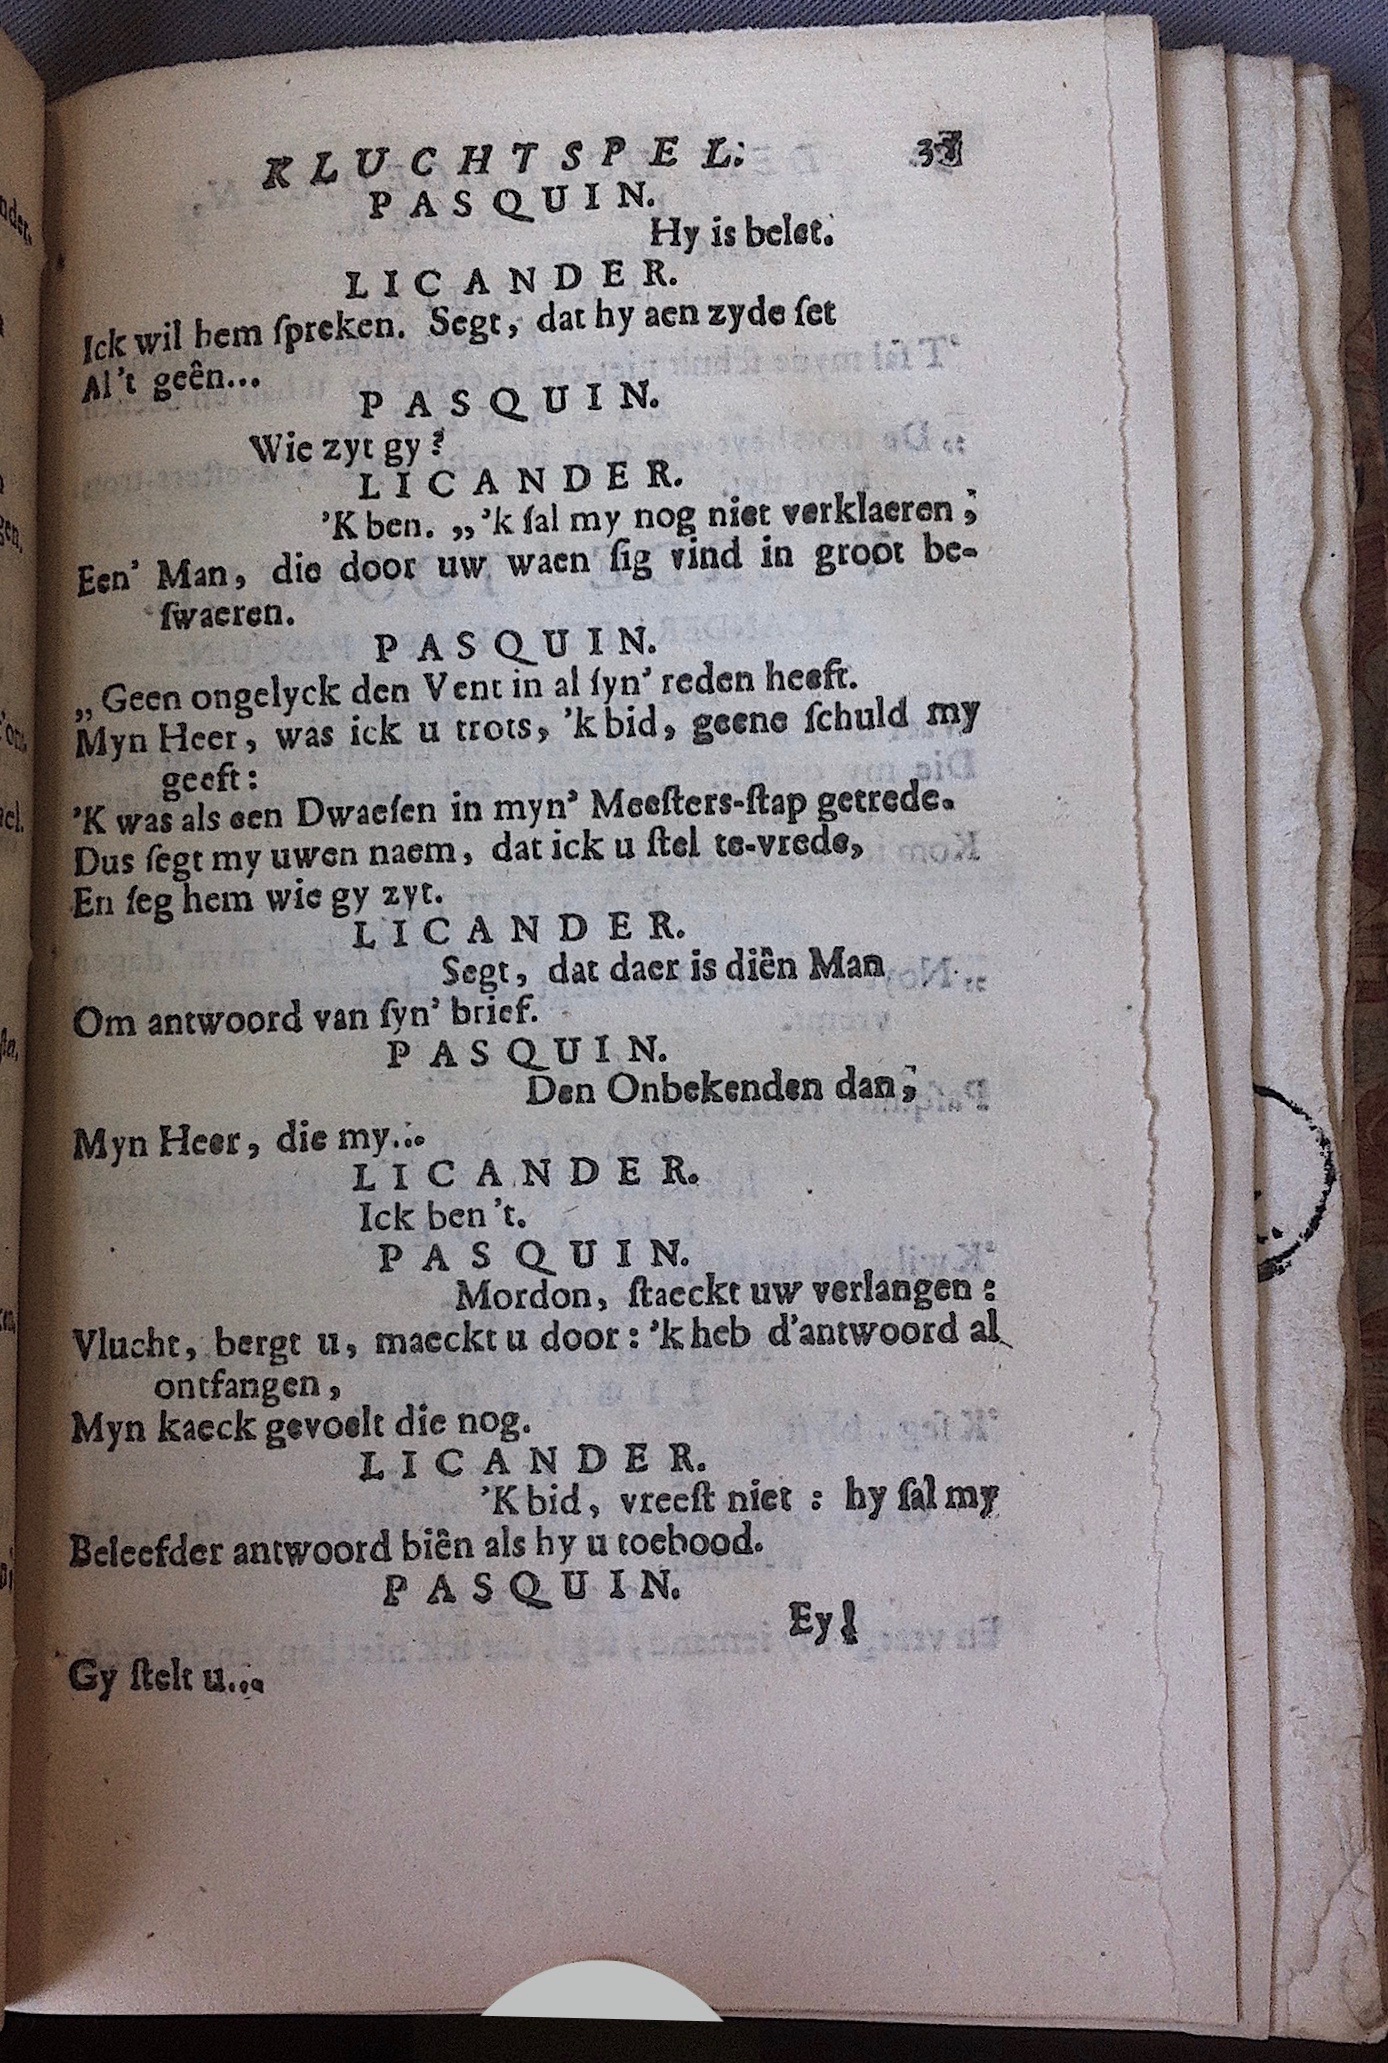 KLUCHTSPEL:
PASQUIN.
Hy is belet.
LICANDER.
Ick wil hem ſpreken. Segt, dat hy aen zyde ſet
Al't geên...
PASQUIN.
Wie zyt gy?
LICANDER.
'K ben. „'k ſal my nog niet verklaeren;
Een' Man, die door uw waen ſig vind in groot be-
ſwaeren.
PASQUIN.
„Geen ongelyck den Vent in al ſyn' reden heeft.
Myn Heer, was ick u trots, 'k bid, geene ſchuld my
geeft:
'K was als een Dwaeſen in myn' Meeſters-ſtap getrede.
Dus ſegt my uwen naem, dat ick u ſtel te-vrede,
En ſeg hem wie gy zyt.
LICANDER.
Segt, dat daer is diên Man
Om antwoord van ſyn' brief.
PASQUIN.
Den Onbekenden dan;
Myn Heer, die my...
LICANDER.
Ick ben't.
PASQUIN.
Mordon, ſtaeckt uw verlangen:
Vlucht, bergt u, maeckt u door: 'k heb d'antwoord al
ontfangen,
Myn kaeck gevoelt die nog.
LICANDER.
'K bid, vreeſt niet: hy ſal my
Beleefder antwoord biên als hy u toebood.
PASQUIN.
Ey!
Gy ſtelt u...